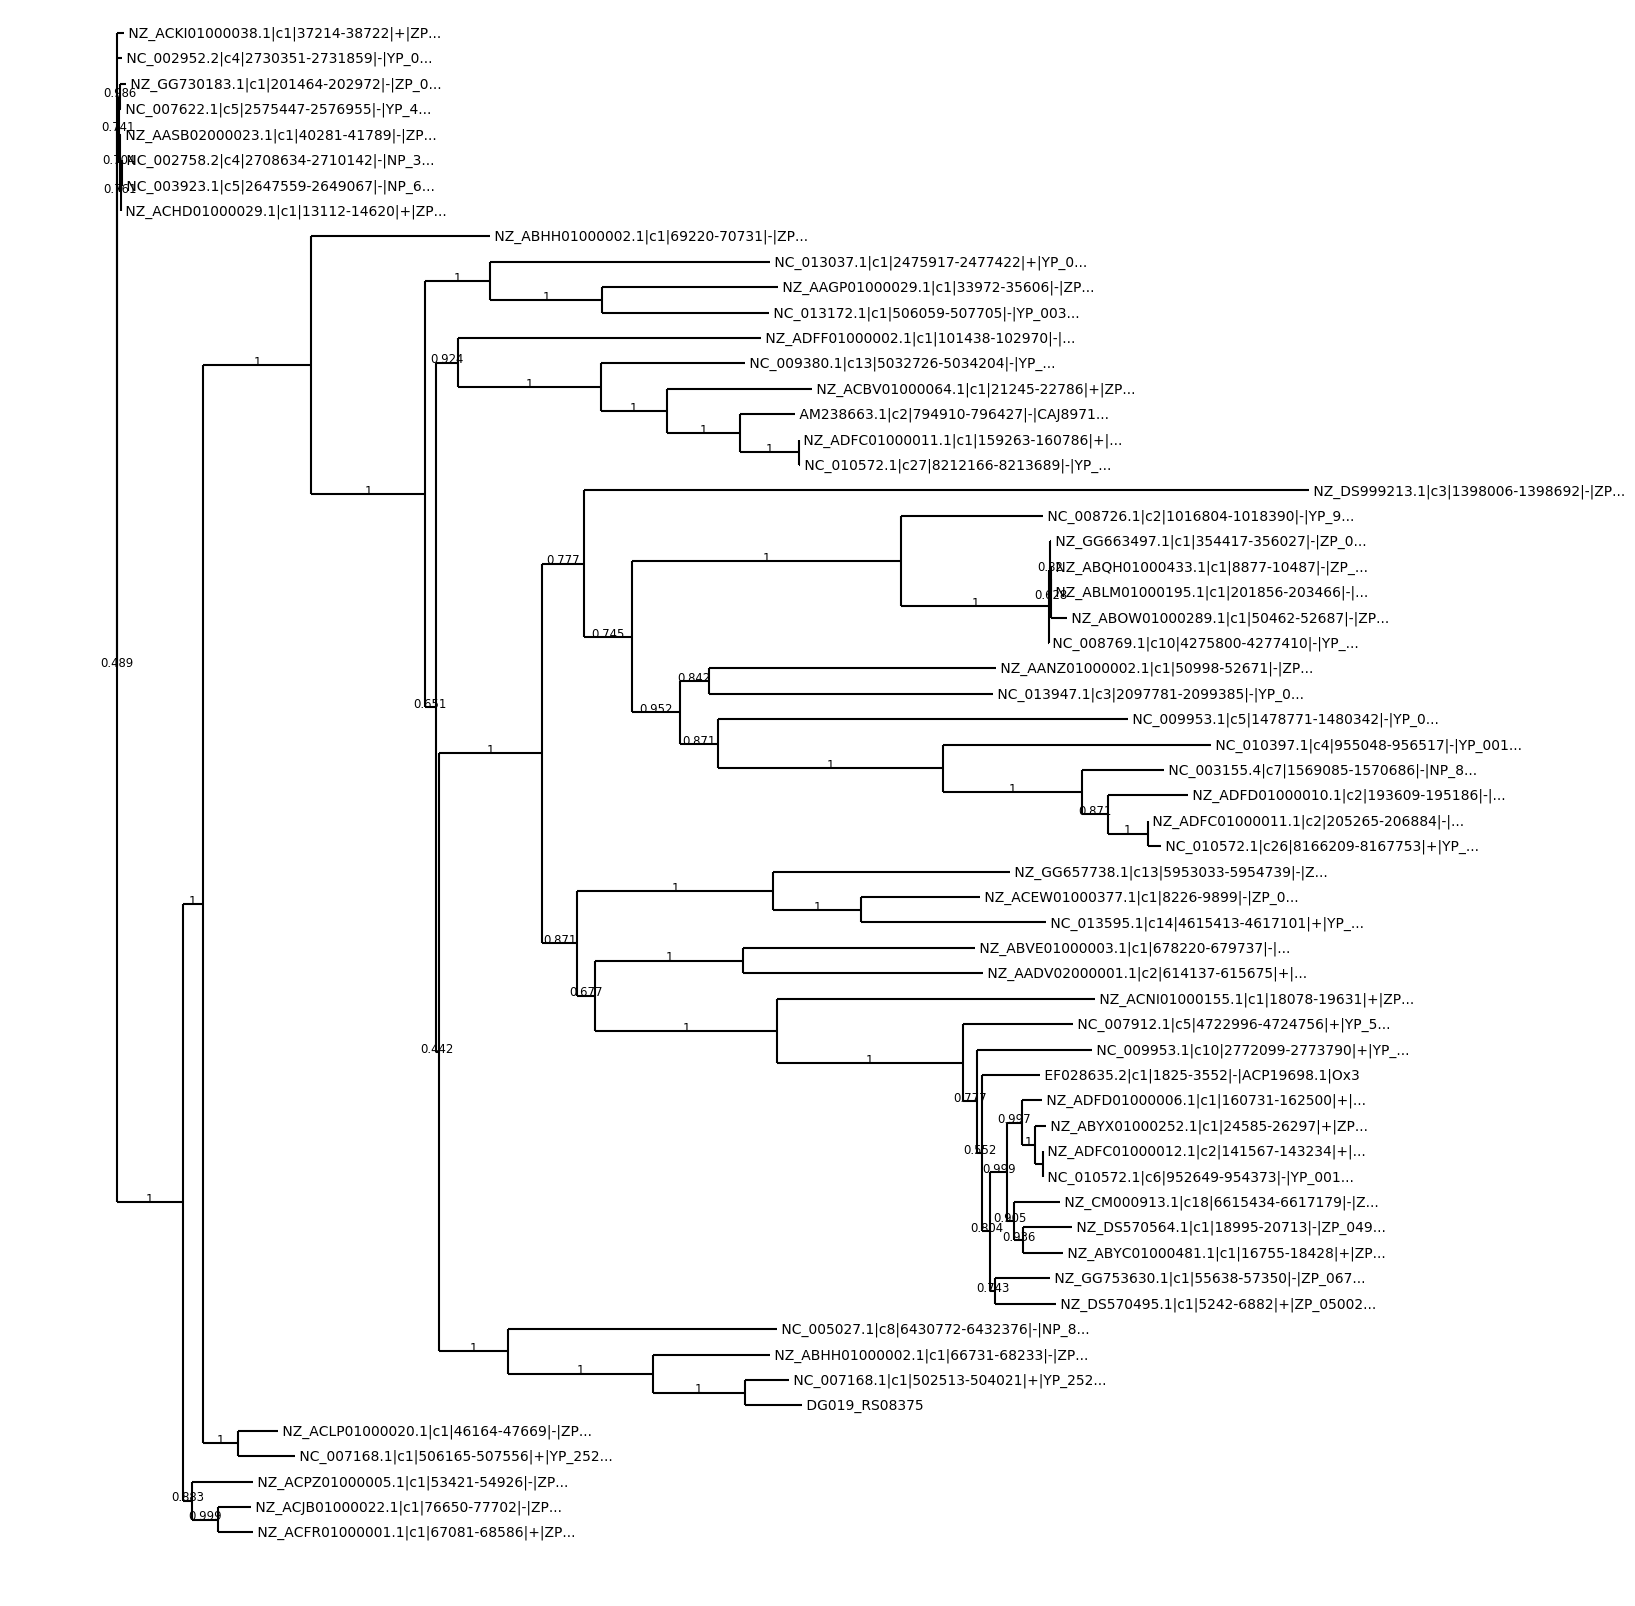 NZ_ACKI01000038.1|c1|37214-38722|+|ZP...
NC_002952.2|c4|2730351-2731859|-|YP_0...
NZ_GG730183.1|c1|201464-202972|-|ZP_0...
0.986
NC_007622.1|c5|2575447-2576955|-|YP_4...
0.741
NZ_AASB02000023.1|c1|40281-41789|-|ZP...
NC_002758.2|c4|2708634-2710142|-|NP_3...
NC_003923.1|c5|2647559-2649067|-|NP_6...
NZ_ACHD01000029.1|c1|13112-14620|+|ZP...
NZ_ABHH01000002.1|c1|69220-70731|-|ZP...
NC_013037.1|c1|2475917-2477422|+|YP_0...
1
NZ_AAGP01000029.1|c1|33972-35606|-|ZP...
1
NC_013172.1|c1|506059-507705|-|YP_003...
NZ_ADFF01000002.1|c1|101438-102970|-|...
0.924
1
NC_009380.1|c13|5032726-5034204|-|YP_...
1
NZ_ACBV01000064.1|c1|21245-22786|+|ZP...
1
AM238663.1|c2|794910-796427|-|CAJ8971...
1
NZ_ADFC01000011.1|c1|159263-160786|+|...
1
NC_010572.1|c27|8212166-8213689|-|YP_...
NZ_DS999213.1|c3|1398006-1398692|-|ZP...
1
NC_008726.1|c2|1016804-1018390|-|YP_9...
NZ_GG663497.1|c1|354417-356027|-|ZP_0...
0.777
1
NZ_ABQH01000433.1|c1|8877-10487|-|ZP_...
NZ_ABLM01000195.1|c1|201856-203466|-|...
0.628
1
NZ_ABOW01000289.1|c1|50462-52687|-|ZP...
0.745
NC_008769.1|c10|4275800-4277410|-|YP_...
0.489
NZ_AANZ01000002.1|c1|50998-52671|-|ZP...
0.842
NC_013947.1|c3|2097781-2099385|-|YP_0...
0.651
0.952
NC_009953.1|c5|1478771-1480342|-|YP_0...
0.871
NC_010397.1|c4|955048-956517|-|YP_001...
1
1
NC_003155.4|c7|1569085-1570686|-|NP_8...
1
NZ_ADFD01000010.1|c2|193609-195186|-|...
0.871
NZ_ADFC01000011.1|c2|205265-206884|-|...
1
NC_010572.1|c26|8166209-8167753|+|YP_...
NZ_GG657738.1|c13|5953033-5954739|-|Z...
1
NZ_ACEW01000377.1|c1|8226-9899|-|ZP_0...
1
1
NC_013595.1|c14|4615413-4617101|+|YP_...
0.871
NZ_ABVE01000003.1|c1|678220-679737|-|...
1
NZ_AADV02000001.1|c2|614137-615675|+|...
0.677
NZ_ACNI01000155.1|c1|18078-19631|+|ZP...
1
NC_007912.1|c5|4722996-4724756|+|YP_5...
0.442
NC_009953.1|c10|2772099-2773790|+|YP_...
1
EF028635.2|c1|1825-3552|-|ACP19698.1|Ox3
0.777
NZ_ADFD01000006.1|c1|160731-162500|+|...
0.997
NZ_ABYX01000252.1|c1|24585-26297|+|ZP...
1
0.552
NZ_ADFC01000012.1|c2|141567-143234|+|...
0.999
NC_010572.1|c6|952649-954373|-|YP_001...
1
NZ_CM000913.1|c18|6615434-6617179|-|Z...
0.905
0.804
NZ_DS570564.1|c1|18995-20713|-|ZP_049...
0.936
NZ_ABYC01000481.1|c1|16755-18428|+|ZP...
NZ_GG753630.1|c1|55638-57350|-|ZP_067...
0.743
NZ_DS570495.1|c1|5242-6882|+|ZP_05002...
NC_005027.1|c8|6430772-6432376|-|NP_8...
1
NZ_ABHH01000002.1|c1|66731-68233|-|ZP...
1
NC_007168.1|c1|502513-504021|+|YP_252...
1
DG019_RS08375
NZ_ACLP01000020.1|c1|46164-47669|-|ZP...
1
NC_007168.1|c1|506165-507556|+|YP_252...
NZ_ACPZ01000005.1|c1|53421-54926|-|ZP...
0.883
NZ_ACJB01000022.1|c1|76650-77702|-|ZP...
0.999
NZ_ACFR01000001.1|c1|67081-68586|+|ZP...